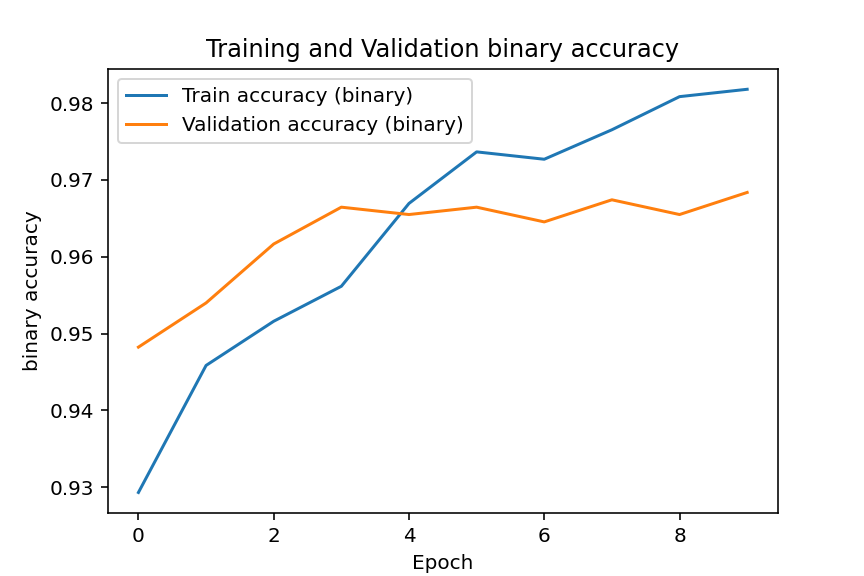 Training and Validation binary accuracy
Train accuracy (binary)
Validation accuracy (binary)
0.98
0.97
0.96
0.95
0.94
0.93
binary accuracy
0 2 4 6 8
Epoch